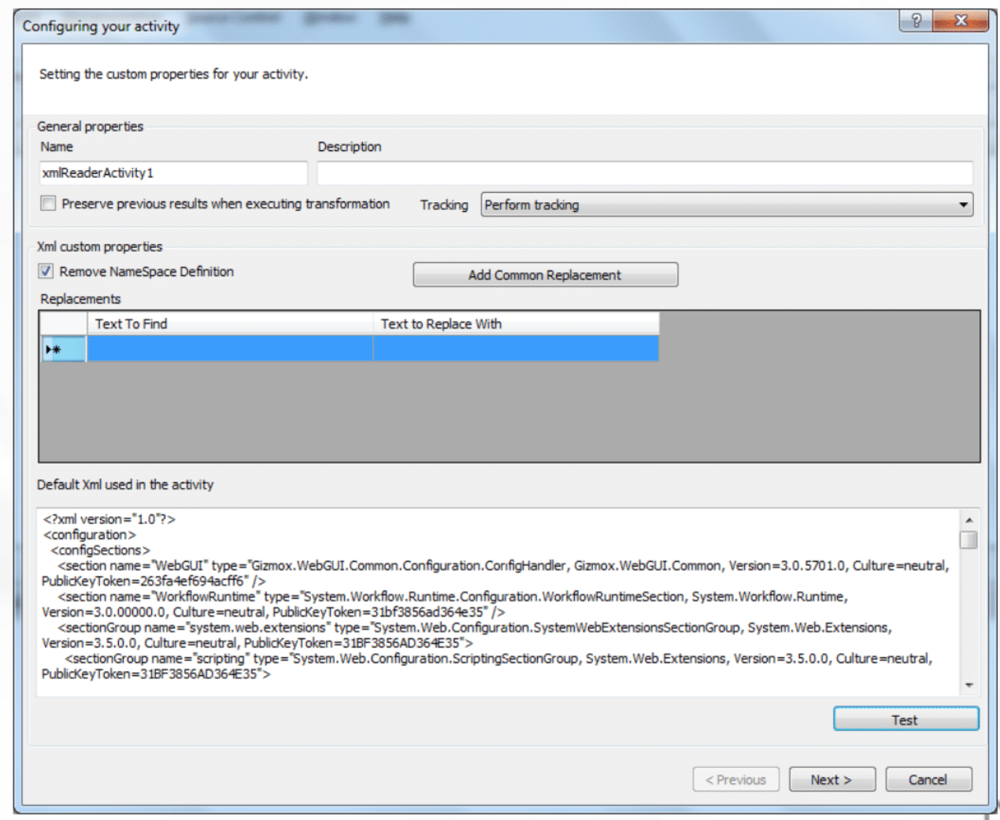 Configuring your activity
Setting the custom properties for your activity.
General properties
Name
Description
xmlReaderActivity1
Preserve previous results when executing transformation
Tracking
Perform tracking
Xml custom properties
Remove NameSpace Definition
Add Common Replacement
Replacements
Text To Find
Text to Replace With
Default Xml used in the activity
<?xml version="1.0"?>
<configuration>
<configSections>
<section name="WebGUI" type="Gizmox.WebGUI.Common.Configuration.ConfigHandler, Gizmox.WebGUI.Common, Version=3.0.5701.0, Culture=neutral,
PublicKeyToken=263fa4ef694acff6" />
<section name="WorkflowRuntime" type="System.Workflow.Runtime.Configuration.WorkflowRuntimeSection, System.Workflow.Runtime,
Version=3.0.00000.0, Culture=neutral, PublicKeyToken=31bf3856ad364e35" />
<sectionGroup name="system.web.extensions" type="System.Web.Configuration.SystemWebExtensionsSectionGroup, System.Web.Extensions,
Version=3.5.0.0, Culture=neutral, PublicKeyToken=31BF3856AD364E35">
<sectionGroup name="scripting" type="System.Web.Configuration.ScriptingSectionGroup, System.Web.Extensions, Version=3.5.0.0, Culture=neutral,
PublicKeyToken=31BF3856AD364E35">
Test
< Previous
Next >
Cancel